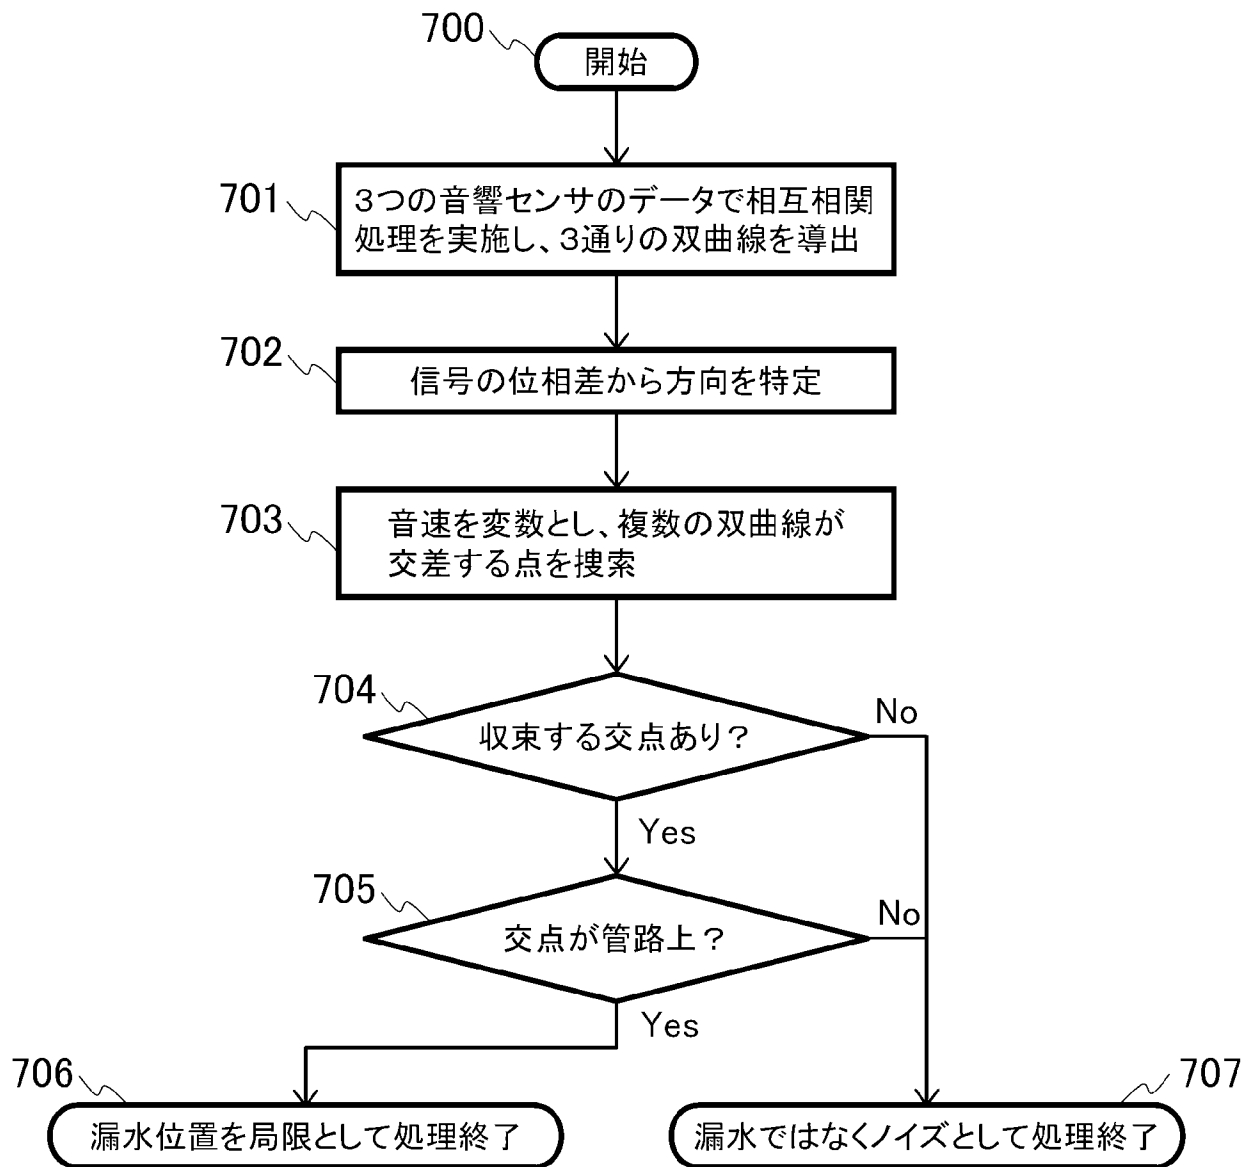 700
開始
701
３つの音響センサのデータで相互相関
処理を実施し、３通りの双曲線を導出
702
信号の位相差から方向を特定
703
音速を変数とし、複数の双曲線が
交差する点を捜索
704
収束する交点あり？
No
Yes
705
交点が管路上？
No
Yes
706
漏水位置を局限として処理終了
707
漏水ではなくノイズとして処理終了